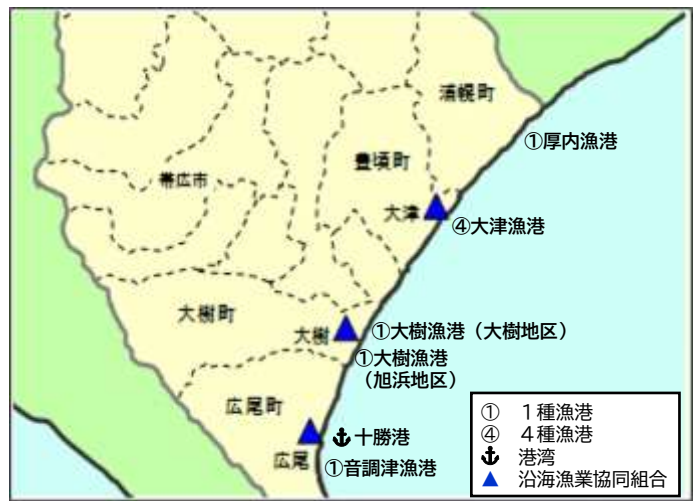 浦幌町
①厚内漁港
豊頃町
帯広市
大津
④大津漁港
大樹町
大樹
①大樹漁港（大樹地区）
①大樹漁港
（旭浜地区）
広尾町
十勝港
広尾
①音調津漁港
① １種漁港
④ ４種漁港
港湾
沿海漁業協同組合